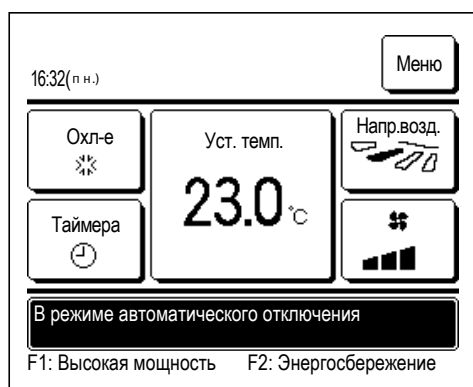 Меню
16:32(пн.)
Охл-е
Уст. темп.
Напр.возд.
23.0 °C
Таймера
В режиме автоматического отключения
F1: Высокая мощность F2: Энергосбережение